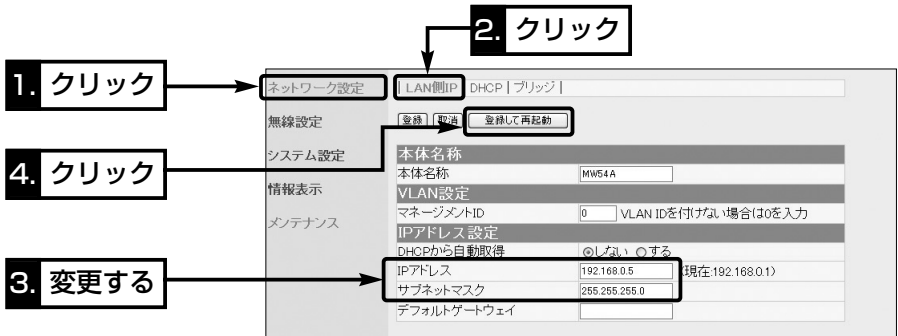 2. クリック
1. クリック
ネットワーク設定
| LAN側IP | DHCP | ブリッジ |
無線設定
登録 取消 登録して再起動
システム設定
本体名称
4. クリック
本体名称 MW54A
情報表示
VLAN設定
マネージメントID 0 VLAN IDを付けない場合は0を入力
メンテナンス
IPアドレス設定
DHCPから自動取得 しない する
3. 変更する
IPアドレス 192.168.0.5 (現在:192.168.0.1)
サブネットマスク 255.255.255.0
デフォルトゲートウェイ